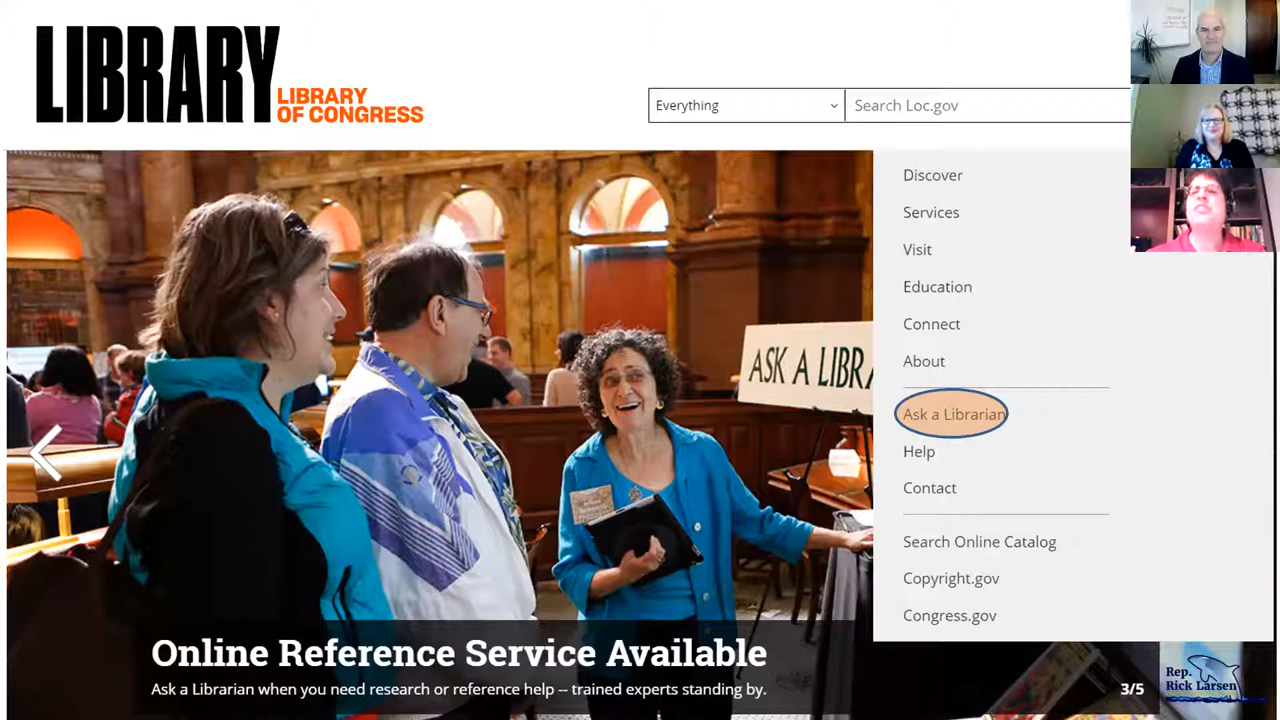 LIBRARY
LIBRARY
OF CONGRESS
Everything
Search Loc.gov
Discover
Services
Visit
Education
Connect
About
Ask a Librarian
Help
Contact
Search Online Catalog
Copyright.gov
Congress.gov
ASK A LIBRA
Online Reference Service Available
Ask a Librarian when you need research or reference help -- trained experts standing by.
3/5
Rep.
Rick Larsen